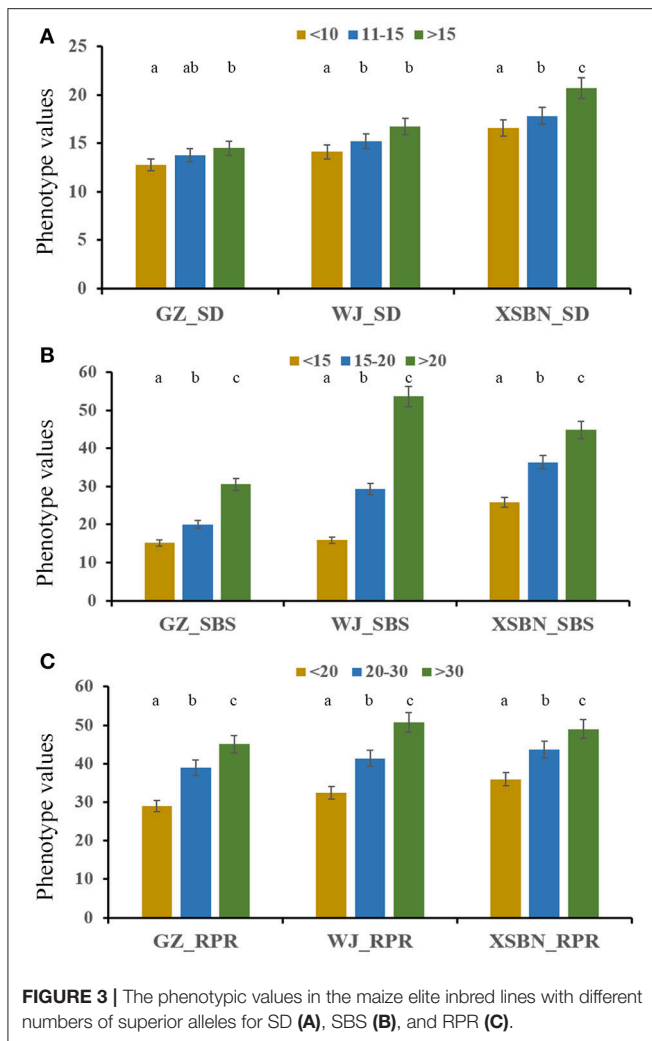 A
<10 11-15 >15
25
20
15
10
5
0
Phenotype values
a ab b a b b a b c
GZ_SD WJ_SD XSBN_SD
B
<15 15-20 >20
60
50
40
30
20
10
0
Phenotype values
a b c a b c a b c
GZ_SBS WJ_SBS XSBN_SBS
C
<20 20-30 >30
60
50
40
30
20
10
0
Phenotype values
a b c a b c a b c
GZ_RPR WJ_RPR XSBN_RPR
FIGURE 3 | The phenotypic values in the maize elite inbred lines with different
numbers of superior alleles for SD (A), SBS (B), and RPR (C).